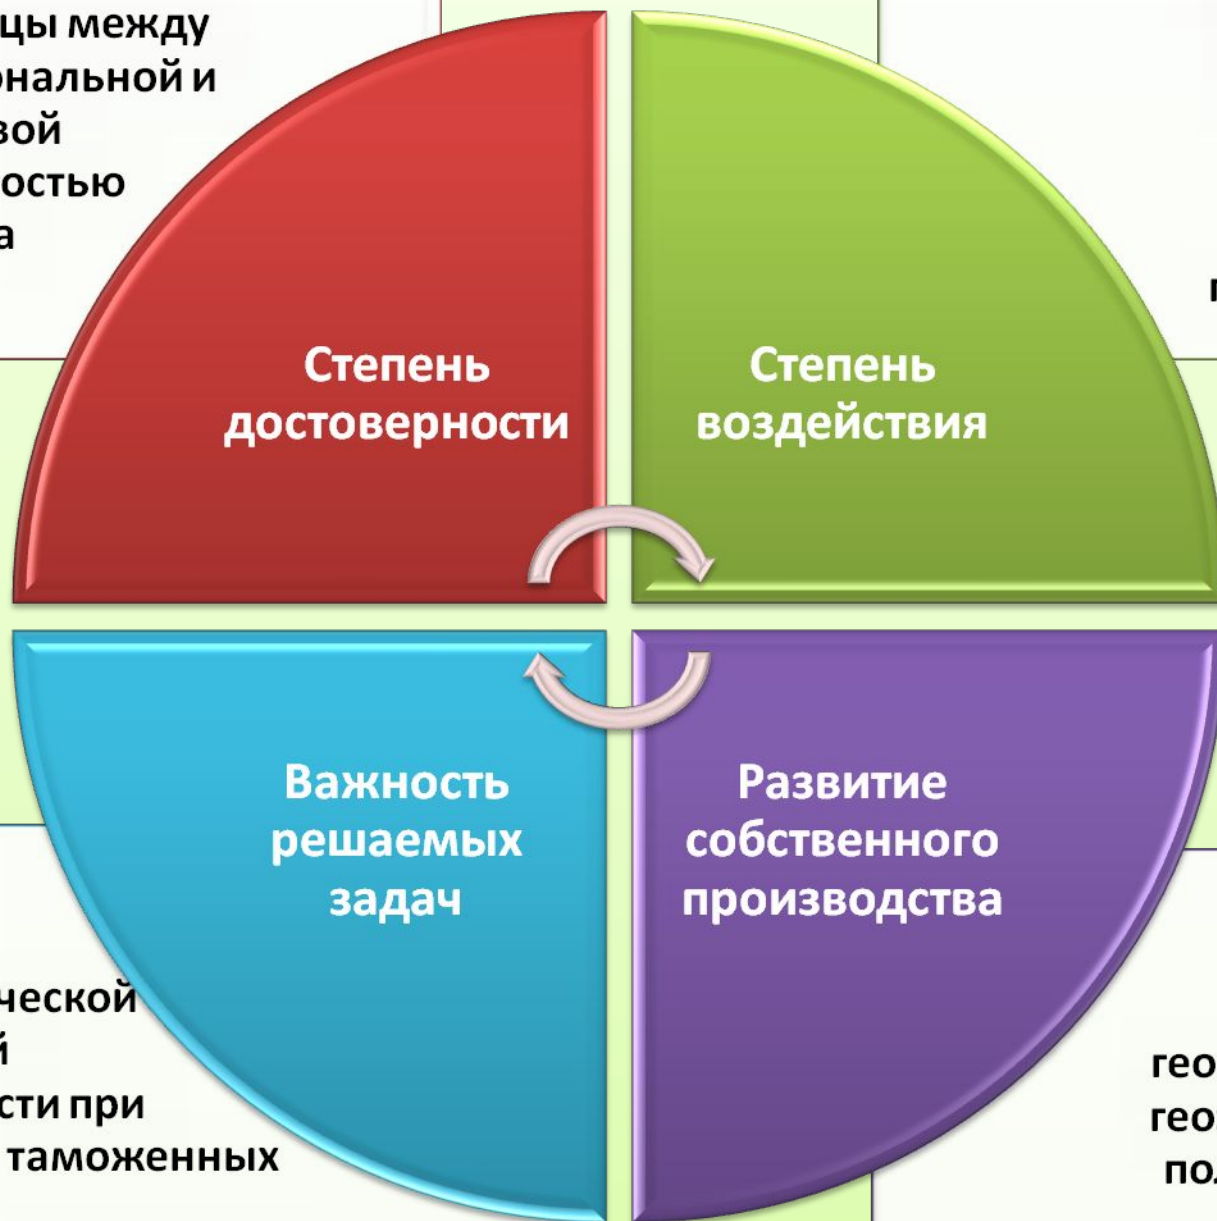 цы между
ональной и
вой
остью
а
Степень
достоверности
Степень
воздействия
Важность
решаемых
задач
Развитие
собственного
производства
ческой
й
сти при
таможенных
гео
гео
пол